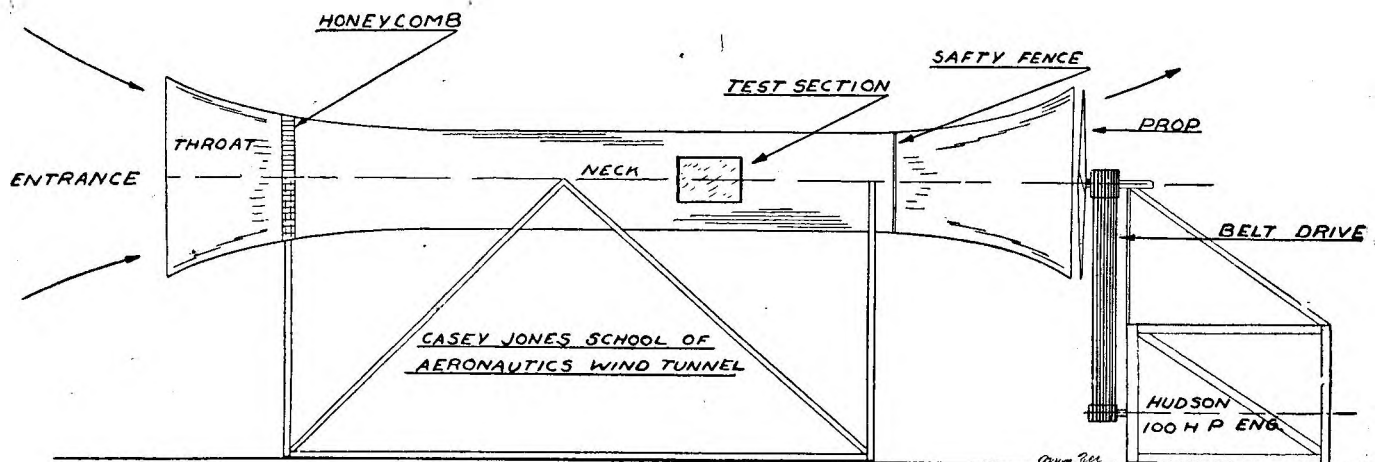 HONEYCOMB
SAFTY FENCE
TEST SECTION
PROP
THROAT
NECK
ENTRANCE
BELT DRIVE
CASEY JONES SCHOOL OF
AERONAUTICS WIND TUNNEL
HUDSON
100 H P ENG.